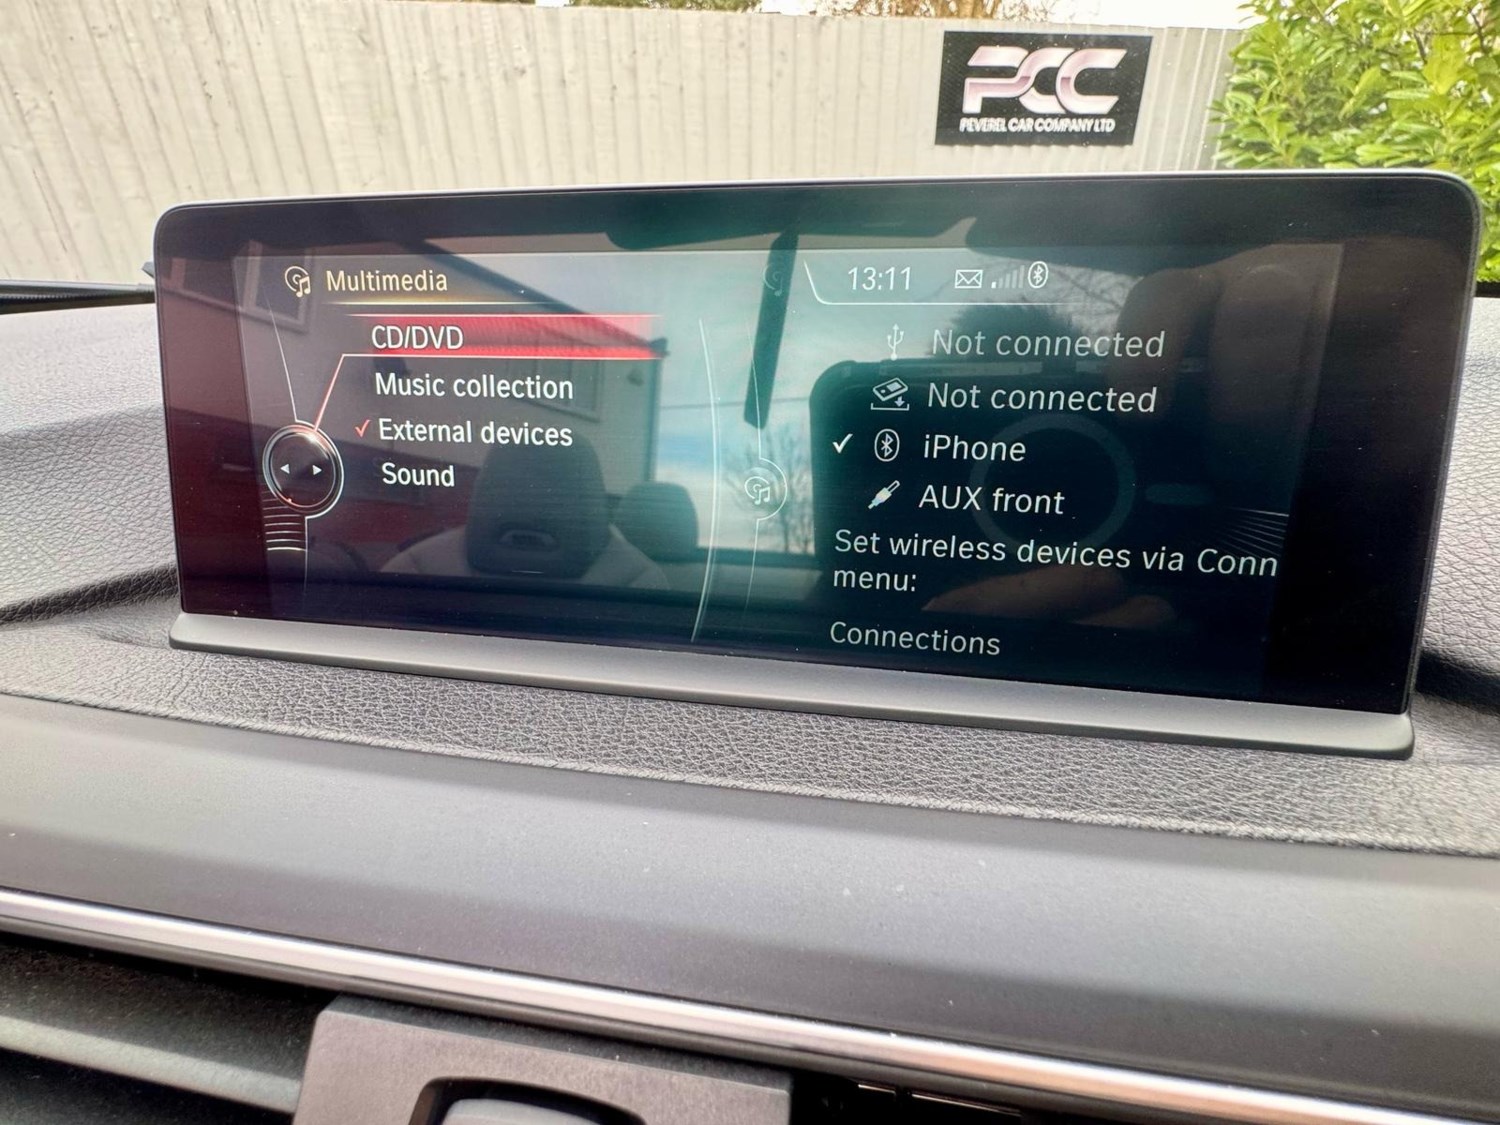 PCC
PEVEREL CAR COMPANY LTD
Multimedia
13:11
CD/DVD
Music collection
External devices
Sound
Not connected
Not connected
iPhone
AUX front
Set wireless devices via Conn
menu:
Connections